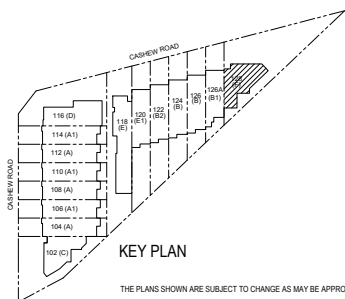 CASHEW ROAD
CASHEW ROAD
116 (D)
114 (A1)
112 (A)
110 (A1)
108 (A)
106 (A1)
104 (A)
102 (C)
118
(E)
120
(E1)
122
(B2)
124
(B)
126
(B)
126A
(B1)
128
KEY PLAN
THE PLANS SHOWN ARE SUBJECT TO CHANGE AS MAY BE APPRO